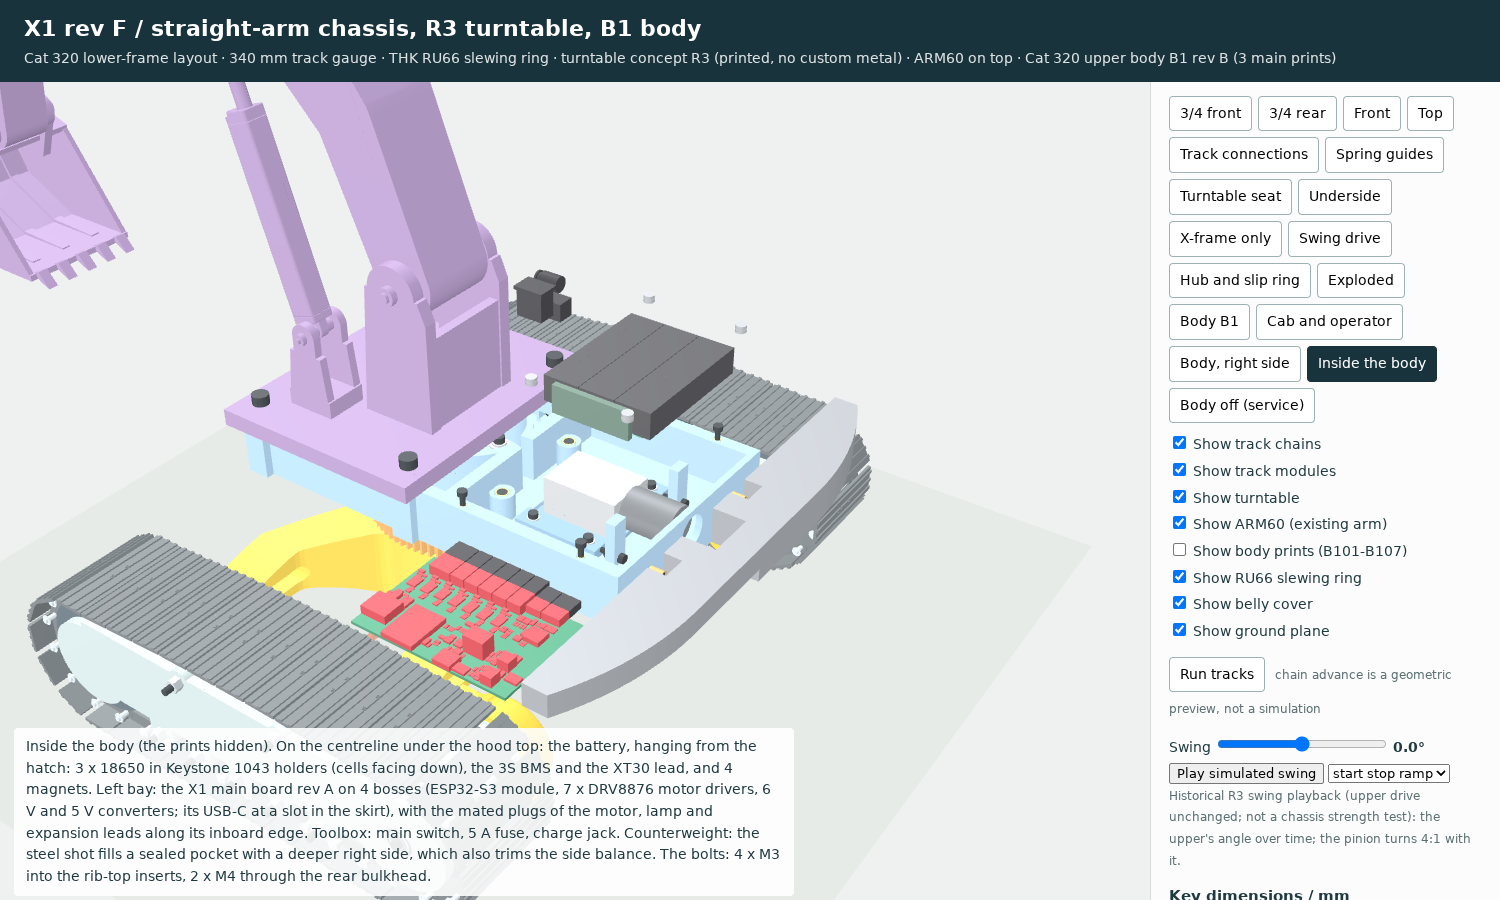 X1 rev F / straight-arm chassis, R3 turntable, B1 body
Cat 320 lower-frame layout · 340 mm track gauge · THK RU66 slewing ring · turntable concept R3 (printed, no custom metal) · ARM60 on top · Cat 320 upper body B1 rev B (3 main prints)
3/4 front 3/4 rear Front Top
Track connections Spring guides
Turntable seat Underside
X-frame only Swing drive
Hub and slip ring Exploded
Body B1 Cab and operator
Body, right side Inside the body
Body off (service)
Show track chains
Show track modules
Show turntable
Show ARM60 (existing arm)
Show body prints (B101-B107)
Show RU66 slewing ring
Show belly cover
Show ground plane
Run tracks chain advance is a geometric
preview, not a simulation
Swing 0.0°
Play simulated swing start stop ramp
Historical R3 swing playback (upper drive
unchanged; not a chassis strength test): the
upper's angle over time; the pinion turns 4:1 with
it.
Key dimensions / mm
Inside the body (the prints hidden). On the centreline under the hood top: the battery, hanging from the
hatch: 3 x 18650 in Keystone 1043 holders (cells facing down), the 3S BMS and the XT30 lead, and 4
magnets. Left bay: the X1 main board rev A on 4 bosses (ESP32-S3 module, 7 x DRV8876 motor drivers, 6
V and 5 V converters; its USB-C at a slot in the skirt), with the mated plugs of the motor, lamp and
expansion leads along its inboard edge. Toolbox: main switch, 5 A fuse, charge jack. Counterweight: the
steel shot fills a sealed pocket with a deeper right side, which also trims the side balance. The bolts: 4 x M3
into the rib-top inserts, 2 x M4 through the rear bulkhead.